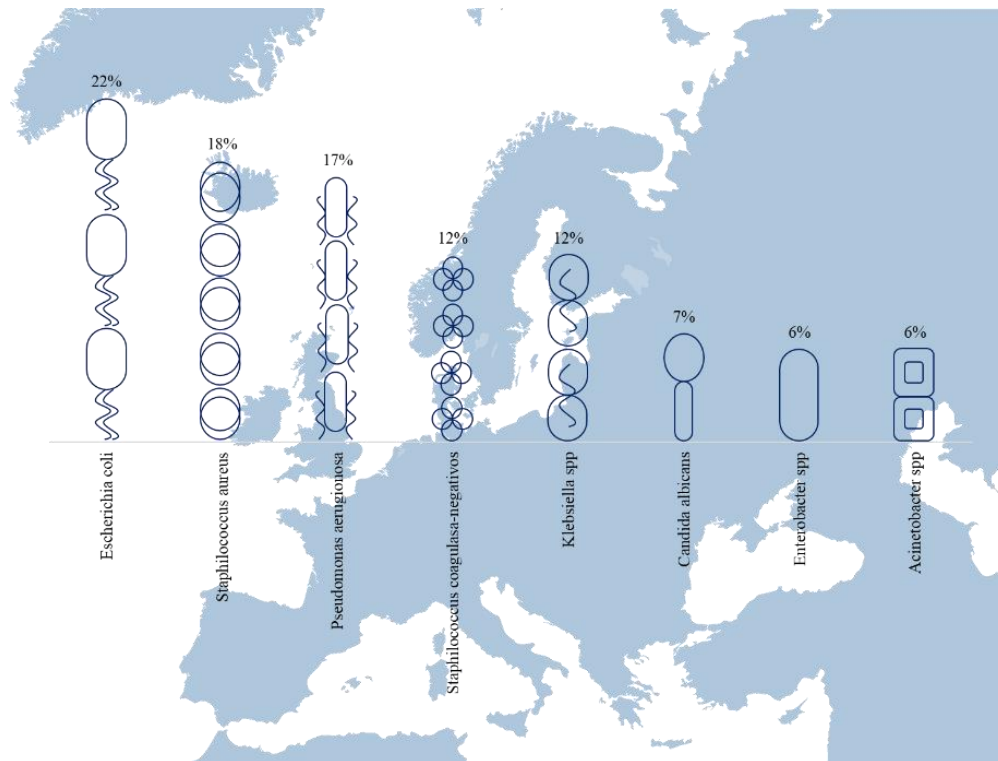 22%
18%
17%
12%
12%
7%
6%
6%
Escherichia coli
Staphilococcus aureus
Pseudomonas aerugionosa
Staphilococcus coagulasa-negativos
Klebsiella spp
Candida albicans
Enterobacter spp
Acinetobacter spp